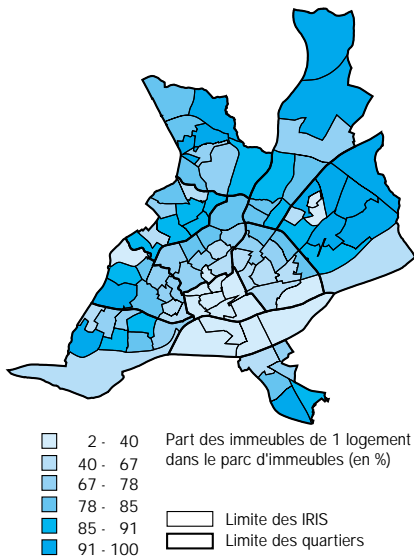 2 - 40
40 - 67
67 - 78
78 - 85
85 - 91
91 - 100
Part des immeubles de 1 logement
dans le parc d'immeubles (en %)
Limite des IRIS
Limite des quartiers